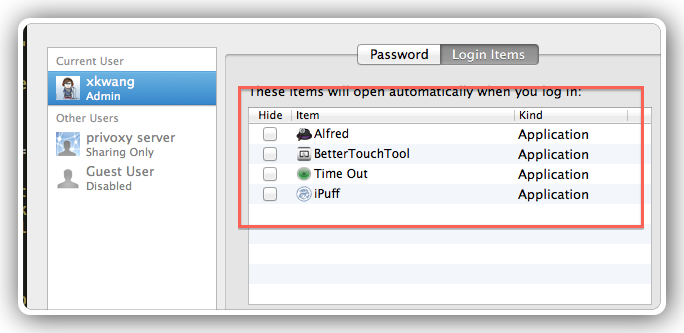 Password
Login Items
Current User
xkwang
Admin
Other Users
privoxy server
Sharing Only
Guest User
Disabled
These items will open automatically when you log in:
Hide Item Kind
Alfred Application
BetterTouchTool Application
Time Out Application
iPuff Application